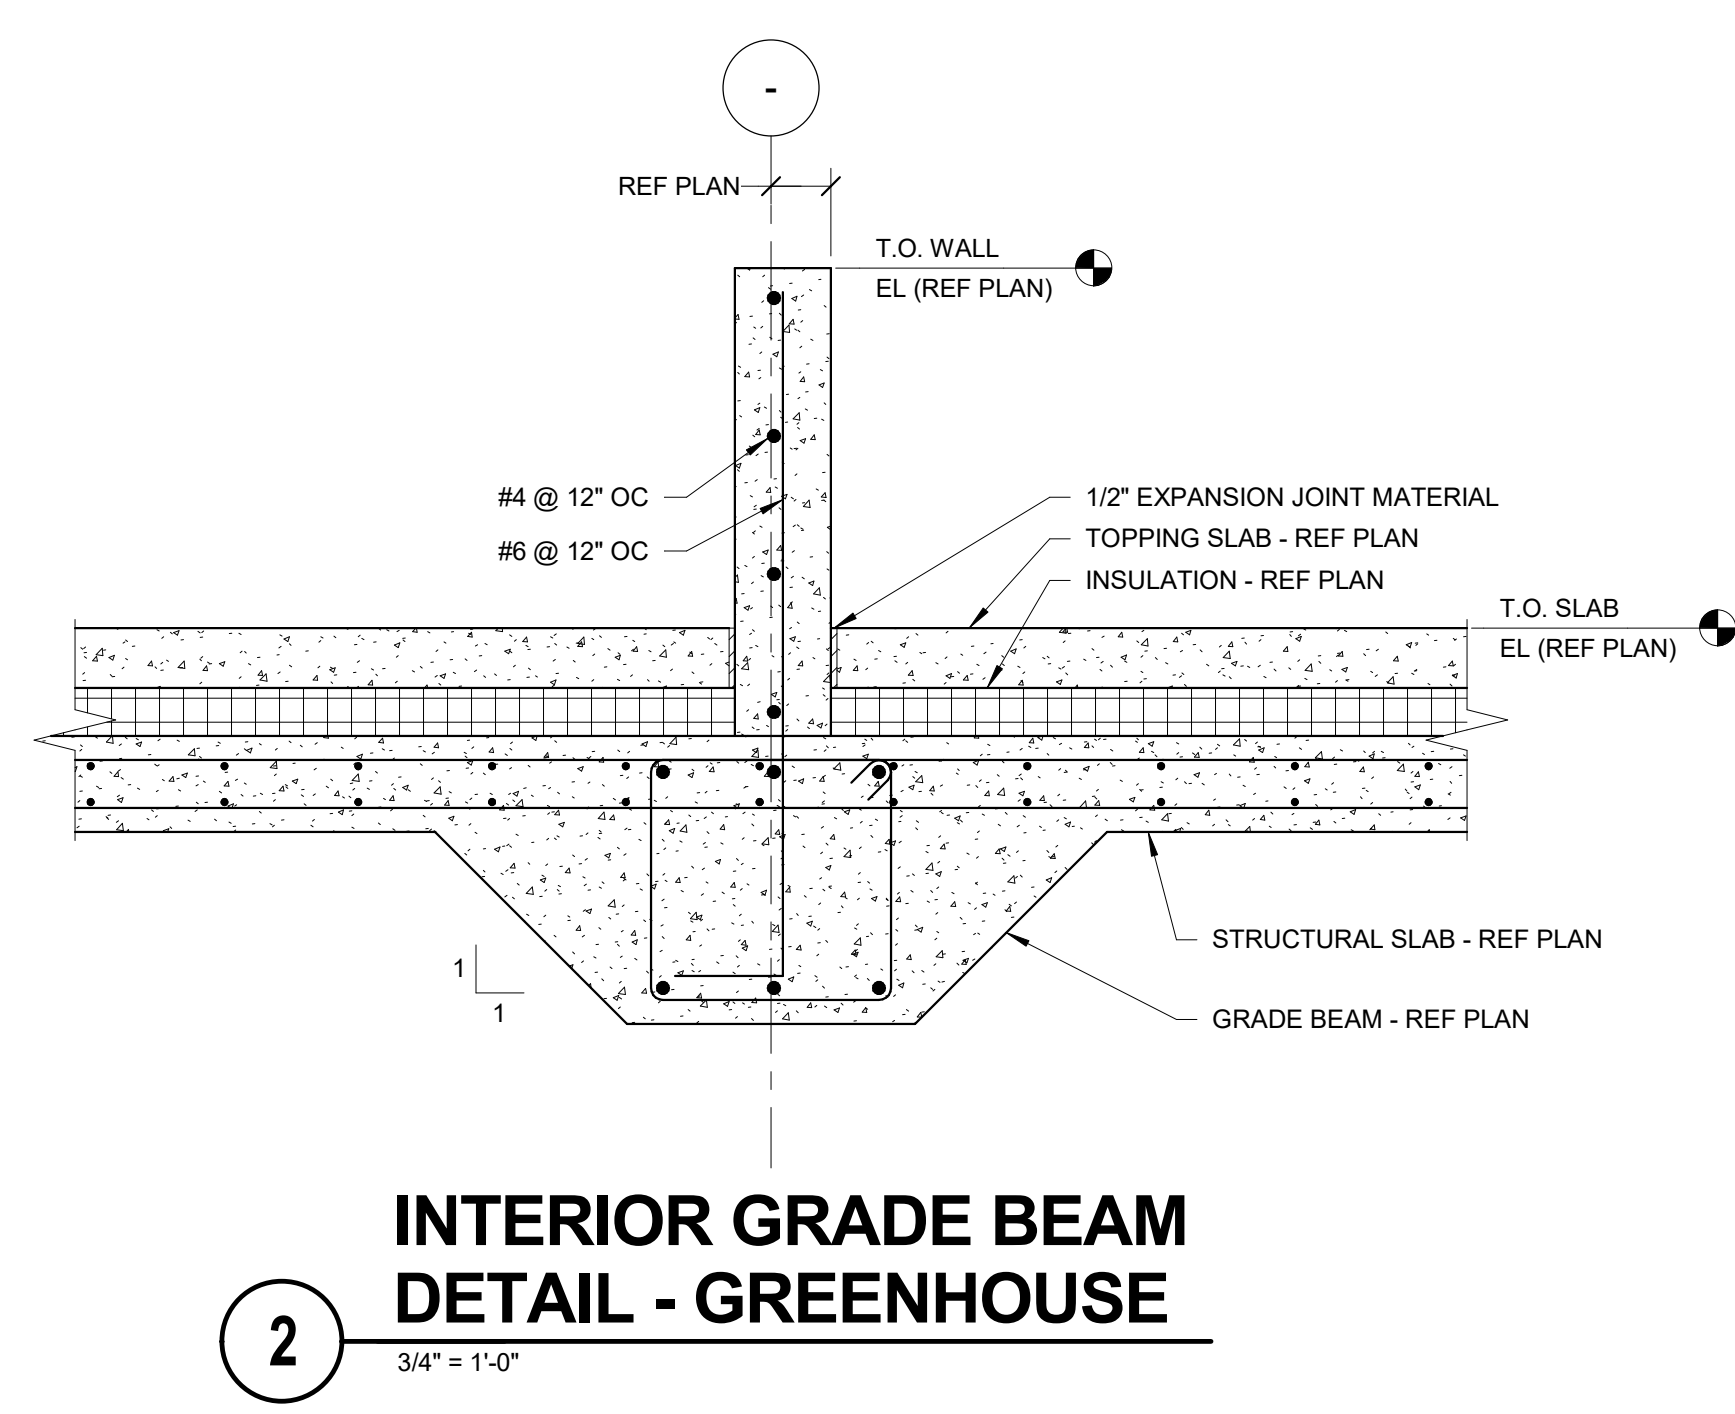 -
REF PLAN
T.O. WALL
EL (REF PLAN)
#4 @ 12" OC
#6 @ 12" OC
1/2" EXPANSION JOINT MATERIAL
TOPPING SLAB - REF PLAN
INSULATION - REF PLAN
T.O. SLAB
EL (REF PLAN)
STRUCTURAL SLAB - REF PLAN
1
1
GRADE BEAM - REF PLAN
INTERIOR GRADE BEAM
DETAIL - GREENHOUSE
2
3/4" = 1'-0"